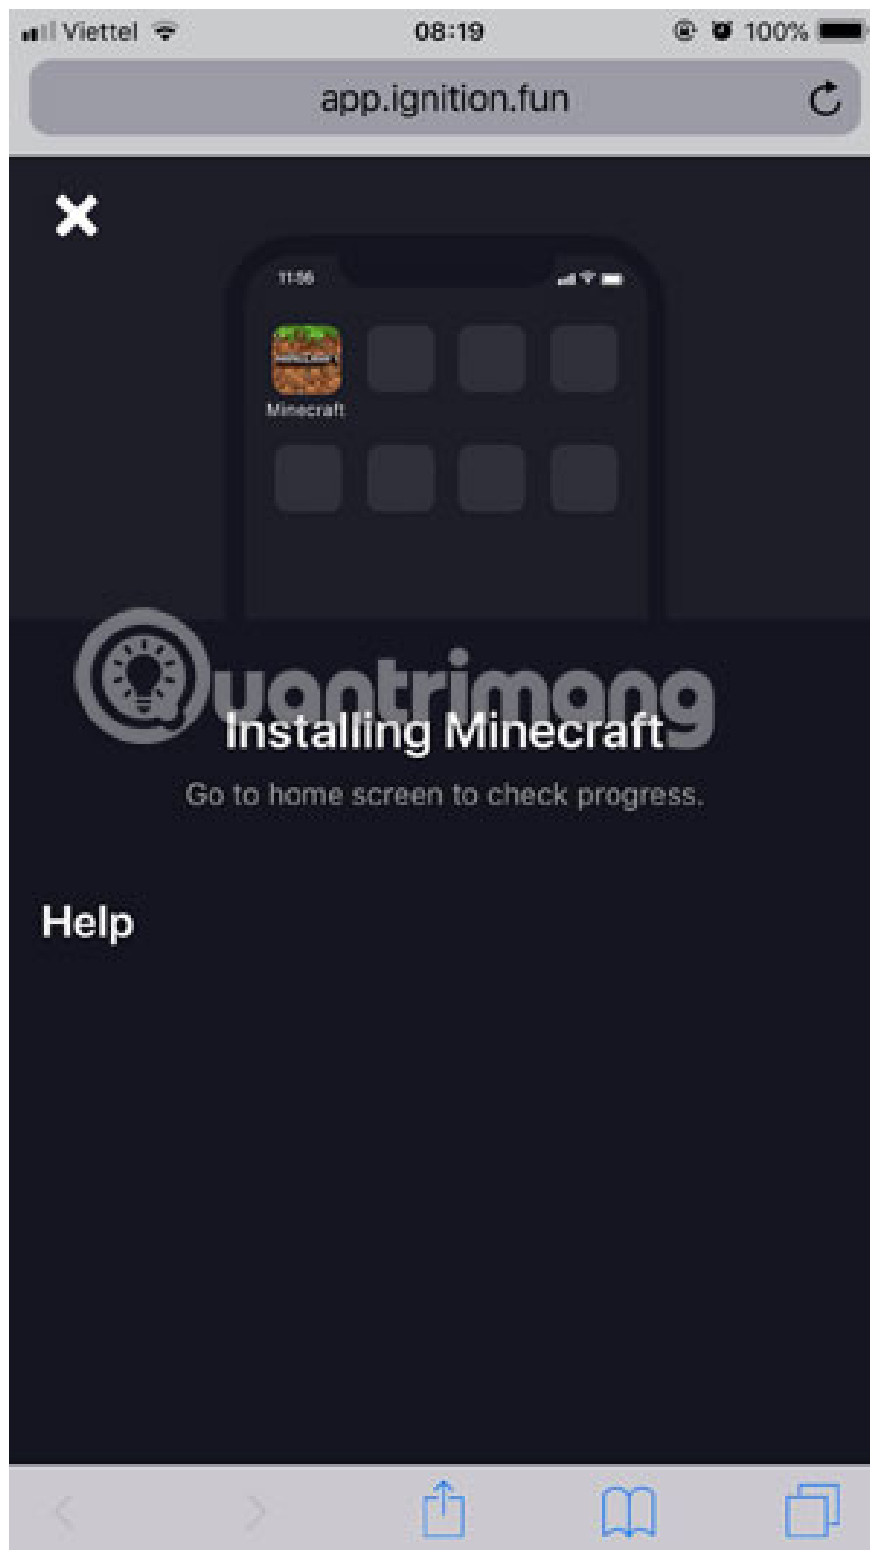 Viettel 08:19 100%
app.ignition.fun
11:56
MINECRAFT
Minecraft
Quantrimang
Installing Minecraft
Go to home screen to check progress.
Help